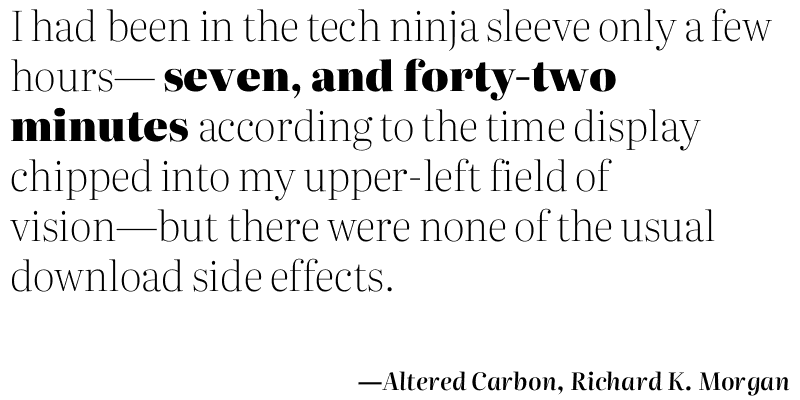 I had been in the tech ninja sleeve only a few
hours— seven, and forty-two
minutes according to the time display
chipped into my upper-left field of
vision—but there were none of the usual
download side effects.
—Altered Carbon, Richard K. Morgan